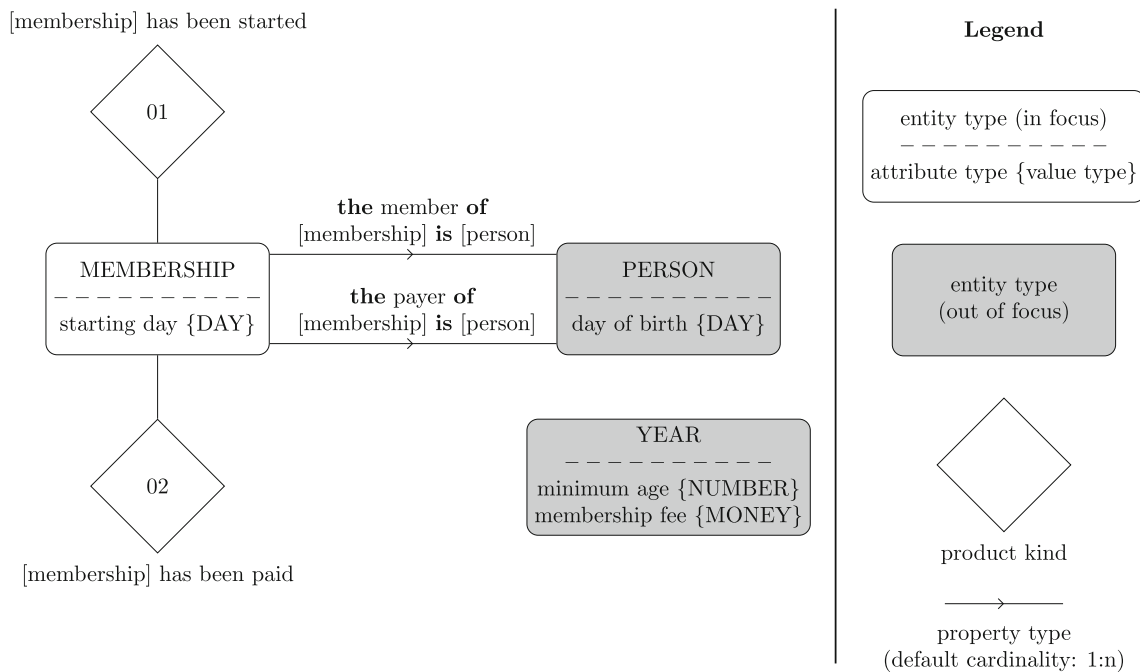 [membership] has been started
01
the member of
[membership] is [person]
MEMBERSHIP
starting day {DAY}
the payer of
[membership] is [person]
PERSON
day of birth {DAY}
YEAR
minimum age {NUMBER}
membership fee {MONEY}
02
[membership] has been paid
Legend
entity type (in focus)
attribute type {value type}
entity type
(out of focus)
product kind
property type
(default cardinality: 1:n)